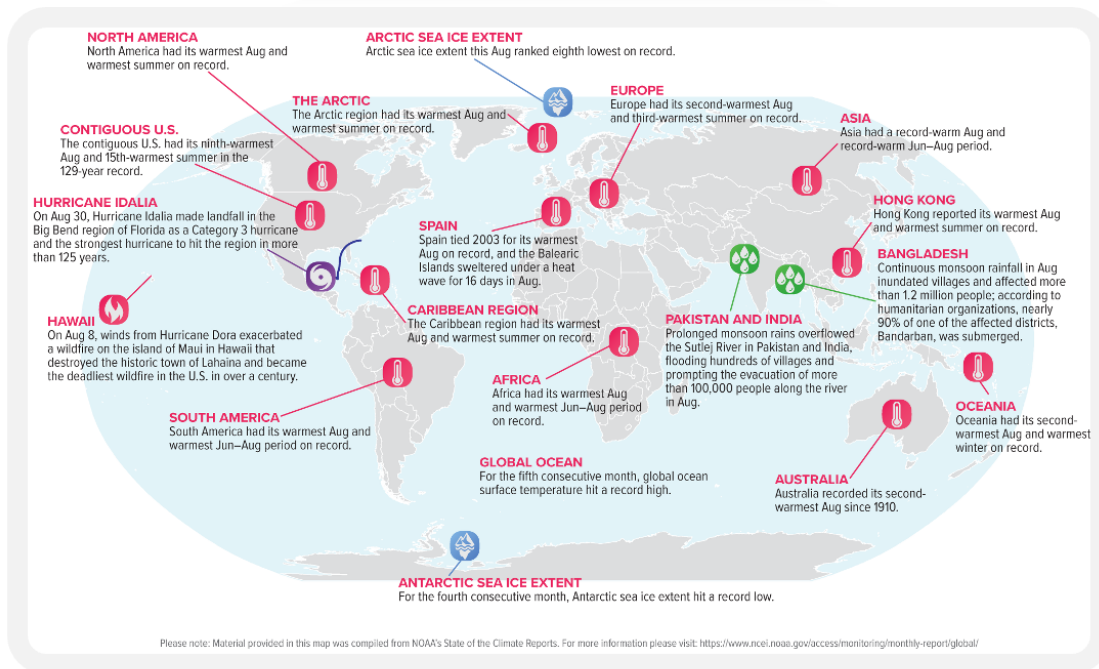 NORTH AMERICA
North America had its warmest Aug and
warmest summer on record.
ARCTIC SEA ICE EXTENT
Arctic sea ice extent this Aug ranked eighth lowest on record.
THE ARCTIC
The Arctic region had its warmest Aug and
warmest summer on record.
EUROPE
Europe had its second-warmest Aug
and third-warmest summer on record.
ASIA
Asia had a record-warm Aug and
record-warm Jun–Aug period.
CONTIGUOUS U.S.
The contiguous U.S. had its ninth-warmest
Aug and 15th-warmest summer in the
129-year record.
HURRICANE IDALIA
On Aug 30, Hurricane Idalia made landfall in the
Big Bend region of Florida as a Category 3 hurricane
and the strongest hurricane to hit the region in more
than 125 years.
SPAIN
Spain tied 2003 for its warmest
Aug on record, and the Balearic
Islands sweltered under a heat
wave for 16 days in Aug.
HONG KONG
Hong Kong reported its warmest Aug
and warmest summer on record.
BANGLADESH
Continuous monsoon rainfall in Aug
inundated villages and affected more
than 1.2 million people; according to
humanitarian organizations, nearly
90% of one of the affected districts,
Bandarban, was submerged.
HAWAII
On Aug 8, winds from Hurricane Dora exacerbated
a wildfire on the island of Maui in Hawaii that
destroyed the historic town of Lahaina and became
the deadliest wildfire in the U.S. in over a century.
CARIBBEAN REGION
The Caribbean region had its warmest
Aug and warmest summer on record.
PAKISTAN AND INDIA
Prolonged monsoon rains overflowed
the Sutlej River in Pakistan and India,
flooding hundreds of villages and
prompting the evacuation of more
than 100,000 people along the river
in Aug.
AFRICA
Africa had its warmest Aug
and warmest Jun–Aug period
on record.
SOUTH AMERICA
South America had its warmest Aug and
warmest Jun–Aug period on record.
OCEANIA
Oceania had its second-
warmest Aug and warmest
winter on record.
GLOBAL OCEAN
For the fifth consecutive month, global ocean
surface temperature hit a record high.
AUSTRALIA
Australia recorded its second-
warmest Aug since 1910.
ANTARCTIC SEA ICE EXTENT
For the fourth consecutive month, Antarctic sea ice extent hit a record low.
Please note: Material provided in this map was compiled from NOAA's State of the Climate Reports. For more information please visit: https://www.ncei.noaa.gov/access/monitoring/monthly-report/global/